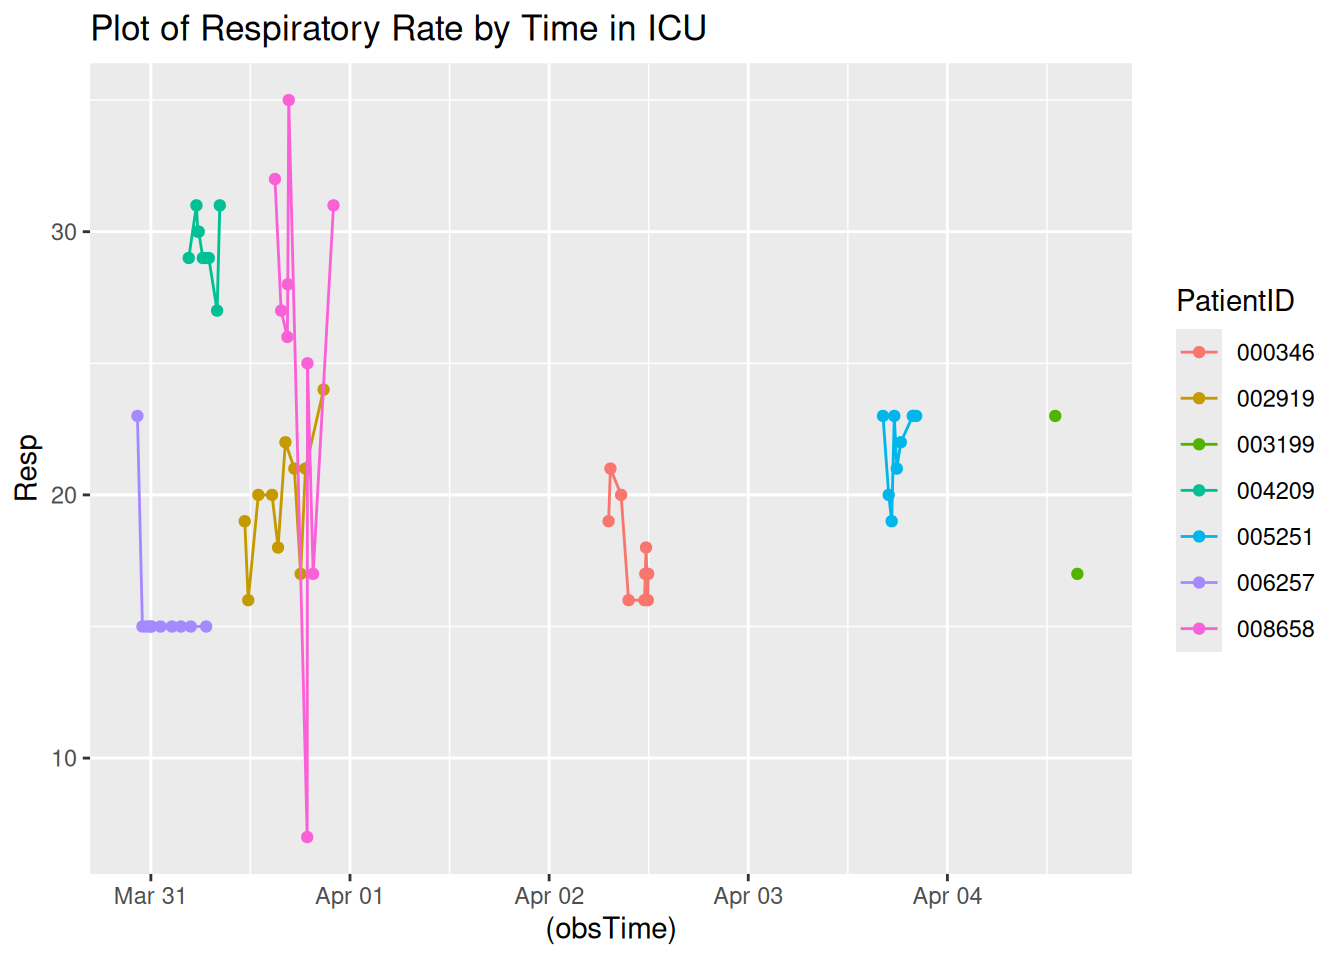 Plot of Respiratory Rate by Time in ICU
Resp
30
20
10
Mar 31 Apr 01 Apr 02 Apr 03 Apr 04
(obsTime)
PatientID
000346
002919
003199
004209
005251
006257
008658